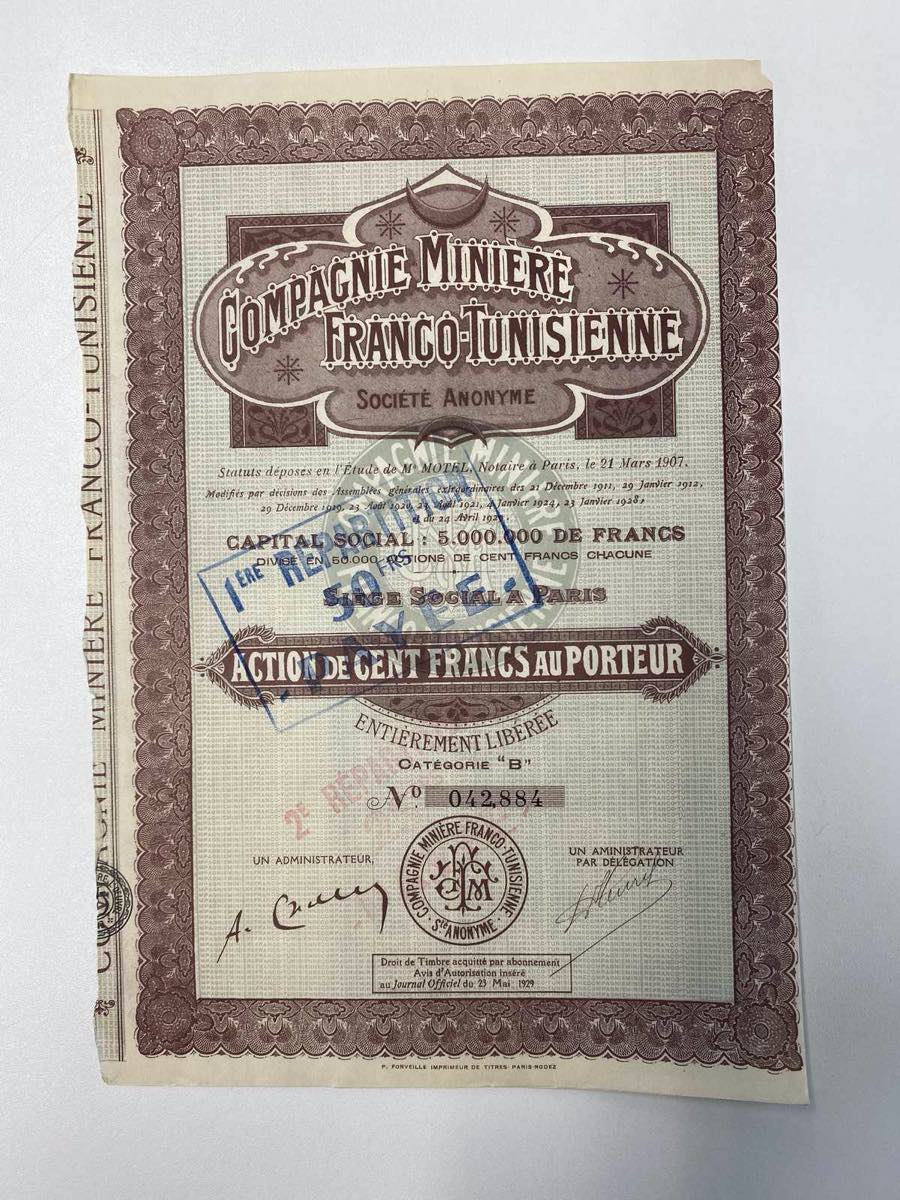 COMPAGNIE MINIÈRE
FRANCO-TUNISIENNE
SOCIÉTÉ ANONYME
Statuts déposés en l'Étude de Me MOTEL, Notaire à Paris, le 21 Mars 1907,
Modifiés par décisions des Assemblées générales extraordinaires des 21 Décembre 1911, 29 Janvier 1912,
29 Décembre 1919, 23 Août 1920, 23 Août 1921, 4 Janvier 1924, 23 Janvier 1928,
et du 24 Avril 1929
CAPITAL SOCIAL : 5.000.000 DE FRANCS
DIVISÉ EN 50.000 ACTIONS DE CENT FRANCS CHACUNE
SIÈGE SOCIAL A PARIS
1ÈRE RÉPARTITION
50 FRS
- PAYÉE -
ACTION DE CENT FRANCS AU PORTEUR
ENTIÈREMENT LIBÉRÉE
CATÉGORIE "B"
2E
No. 042,884
UN ADMINISTRATEUR,
UN AMINISTRATEUR
PAR DÉLÉGATION
COMPAGNIE MINIÈRE FRANCO-TUNISIENNE
Sté ANONYME
Droit de Timbre acquitté par abonnement
Avis d'Autorisation inséré
au Journal Officiel du 23 Mai 1929
P. FORVEILLE IMPRIMEUR DE TITRES- PARIS-RODEZ
MINIÈRE FRANCO-TUNISIENNE